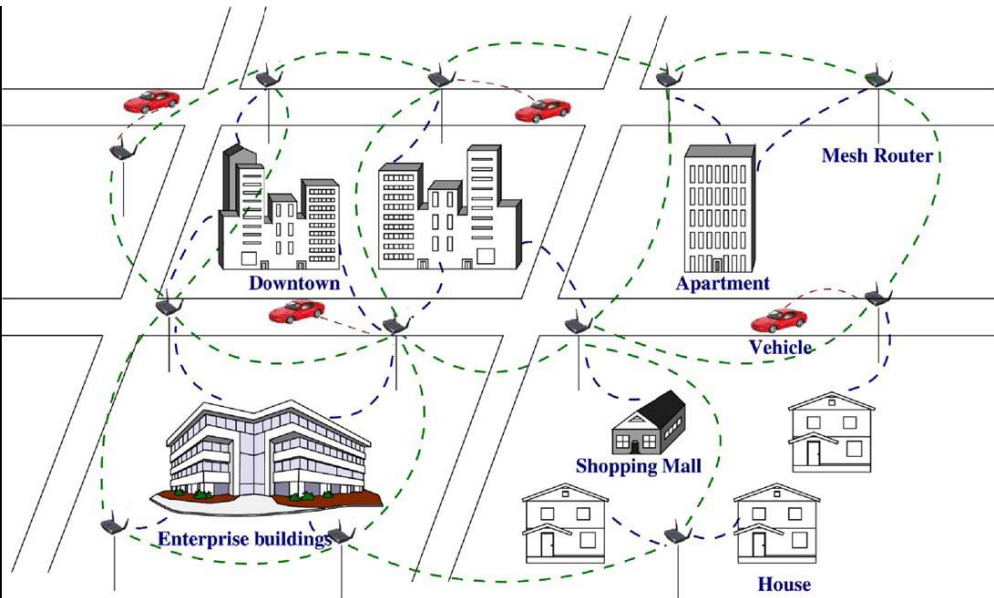 Mesh Router
Downtown
Apartment
Vehicle
Shopping Mall
Enterprise buildings
House